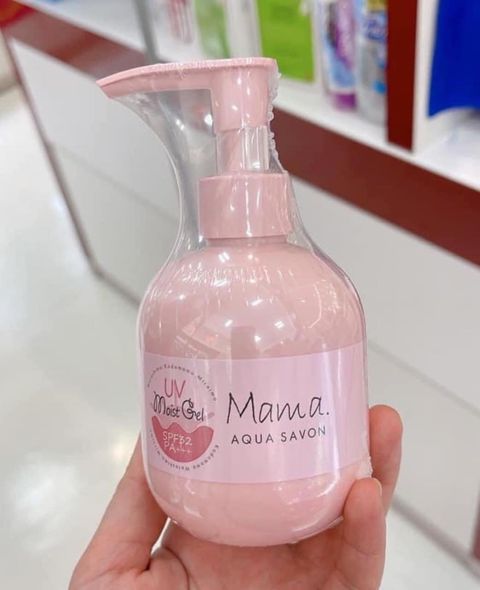 UV
Moist Gel
SPF32
PA+++
Mama.
AQUA SAVON